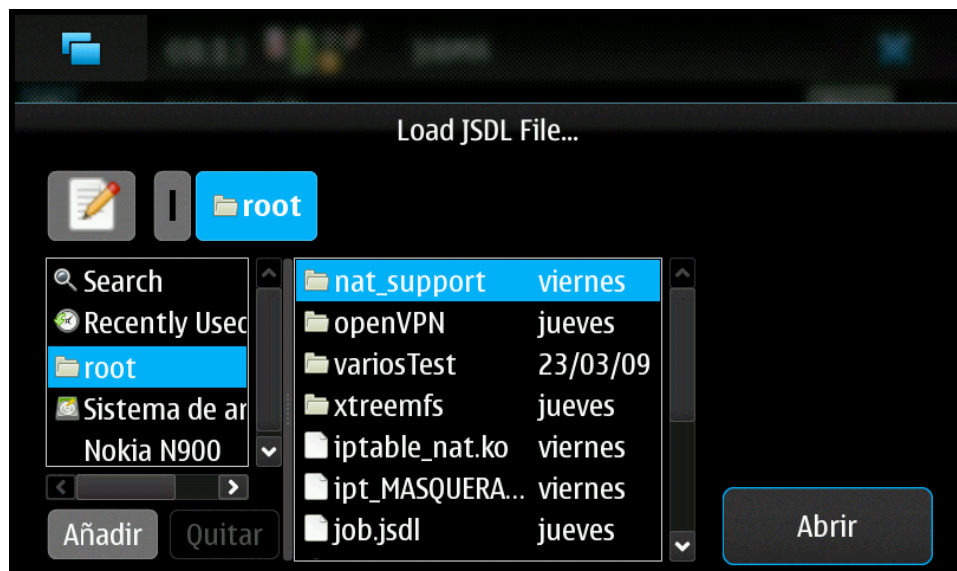 Load JSDL File...
root
Search
Recently Used
root
Sistema de ar
Nokia N900
nat_support viernes
openVPN jueves
variosTest 23/03/09
xtreemfs jueves
iptable_nat.ko viernes
ipt_MASQUERA... viernes
job.jsdl jueves
Añadir
Quitar
Abrir